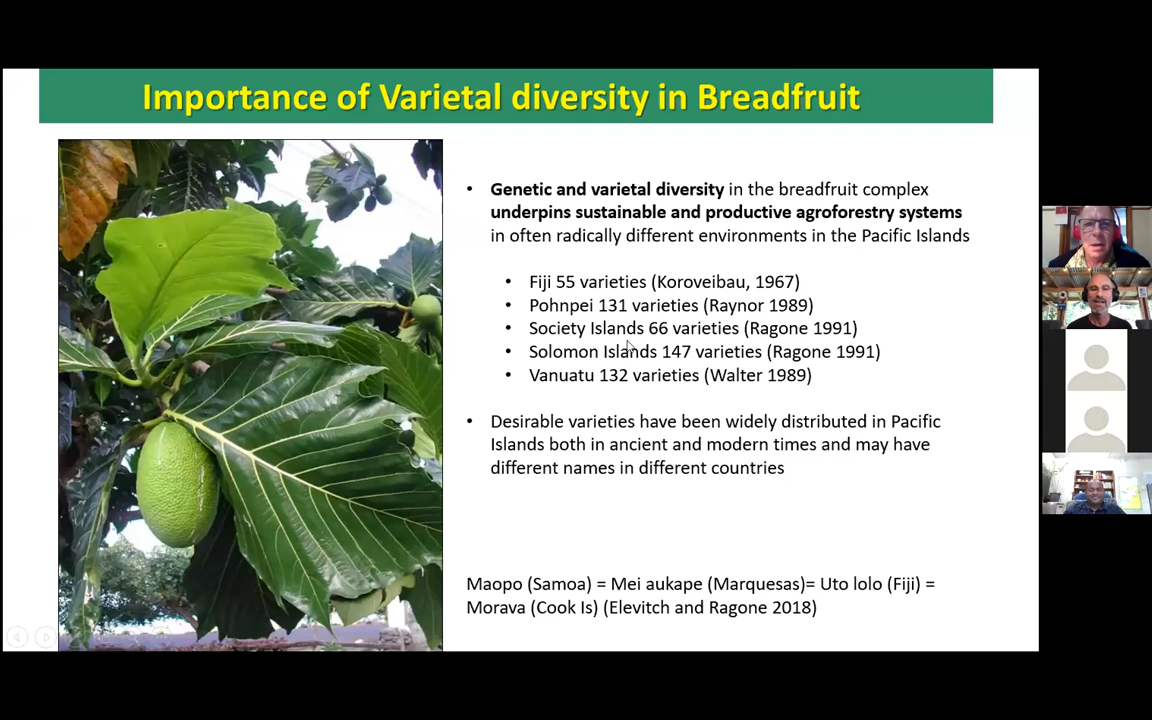 Importance of Varietal diversity in Breadfruit
• Genetic and varietal diversity in the breadfruit complex
underpins sustainable and productive agroforestry systems
in often radically different environments in the Pacific Islands
• Fiji 55 varieties (Koroveibau, 1967)
• Pohnpei 131 varieties (Raynor 1989)
• Society Islands 66 varieties (Ragone 1991)
• Solomon Islands 147 varieties (Ragone 1991)
• Vanuatu 132 varieties (Walter 1989)
• Desirable varieties have been widely distributed in Pacific
Islands both in ancient and modern times and may have
different names in different countries
Maopo (Samoa) = Mei aukape (Marquesas)= Uto lolo (Fiji) =
Morava (Cook Is) (Elevitch and Ragone 2018)